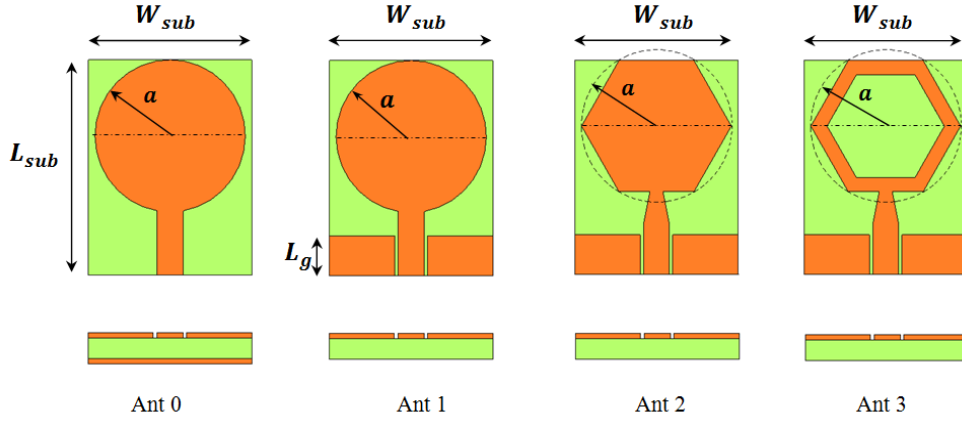 W_sub W_sub W_sub W_sub
a a a a
L_sub
L_g
Ant 0 Ant 1 Ant 2 Ant 3